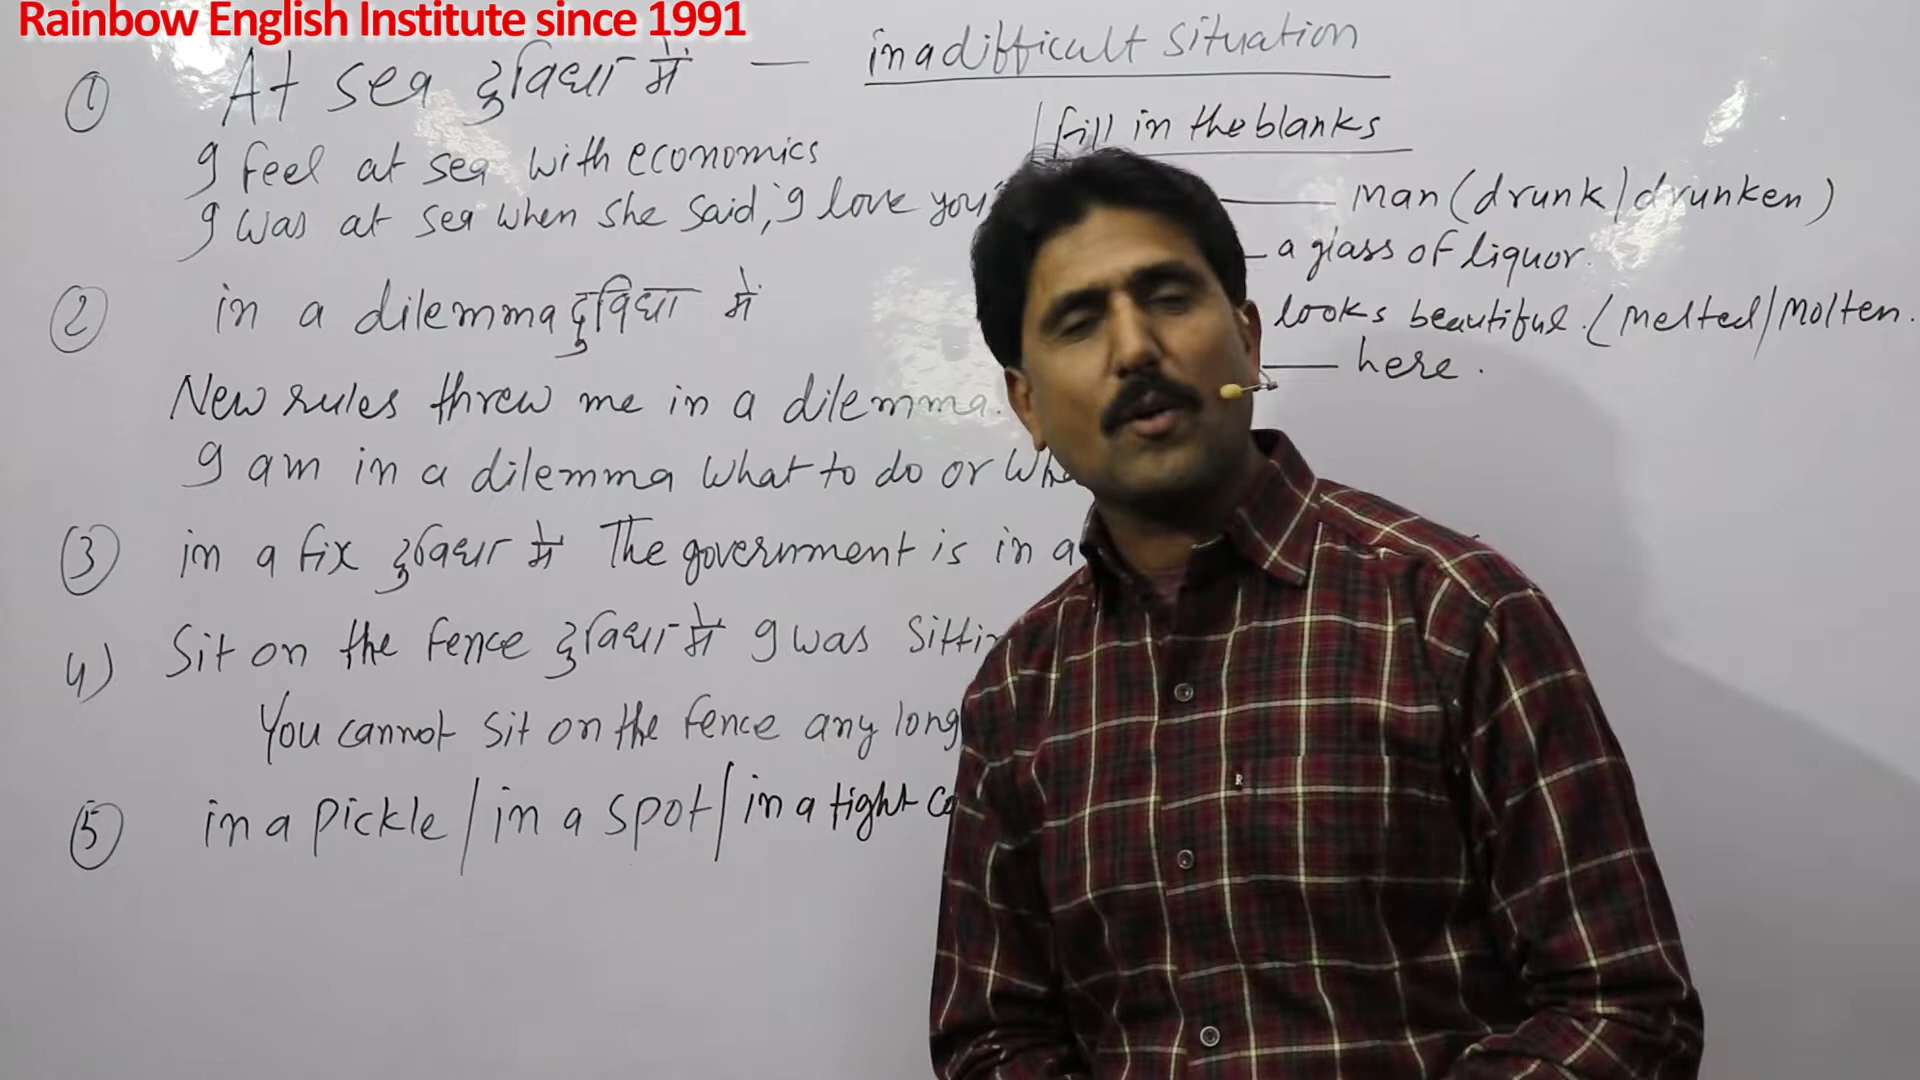 Rainbow English Institute since 1991
① At sea दुविधा में — in a difficult situation
I feel at sea with economics
I was at sea when she said, 'I love you'
② in a dilemma दुविधा में
New rules threw me in a dilemma.
I am in a dilemma what to do or
③ in a fix दुविधा में The government is in a
4) Sit on the fence दुविधा में I was
You cannot sit on the fence any
⑤ in a pickle / in a spot / in a tight
fill in the blanks
— man (drunk/drunken)
a glass of liquor.
looks beautiful. (melted/molten.
— here.